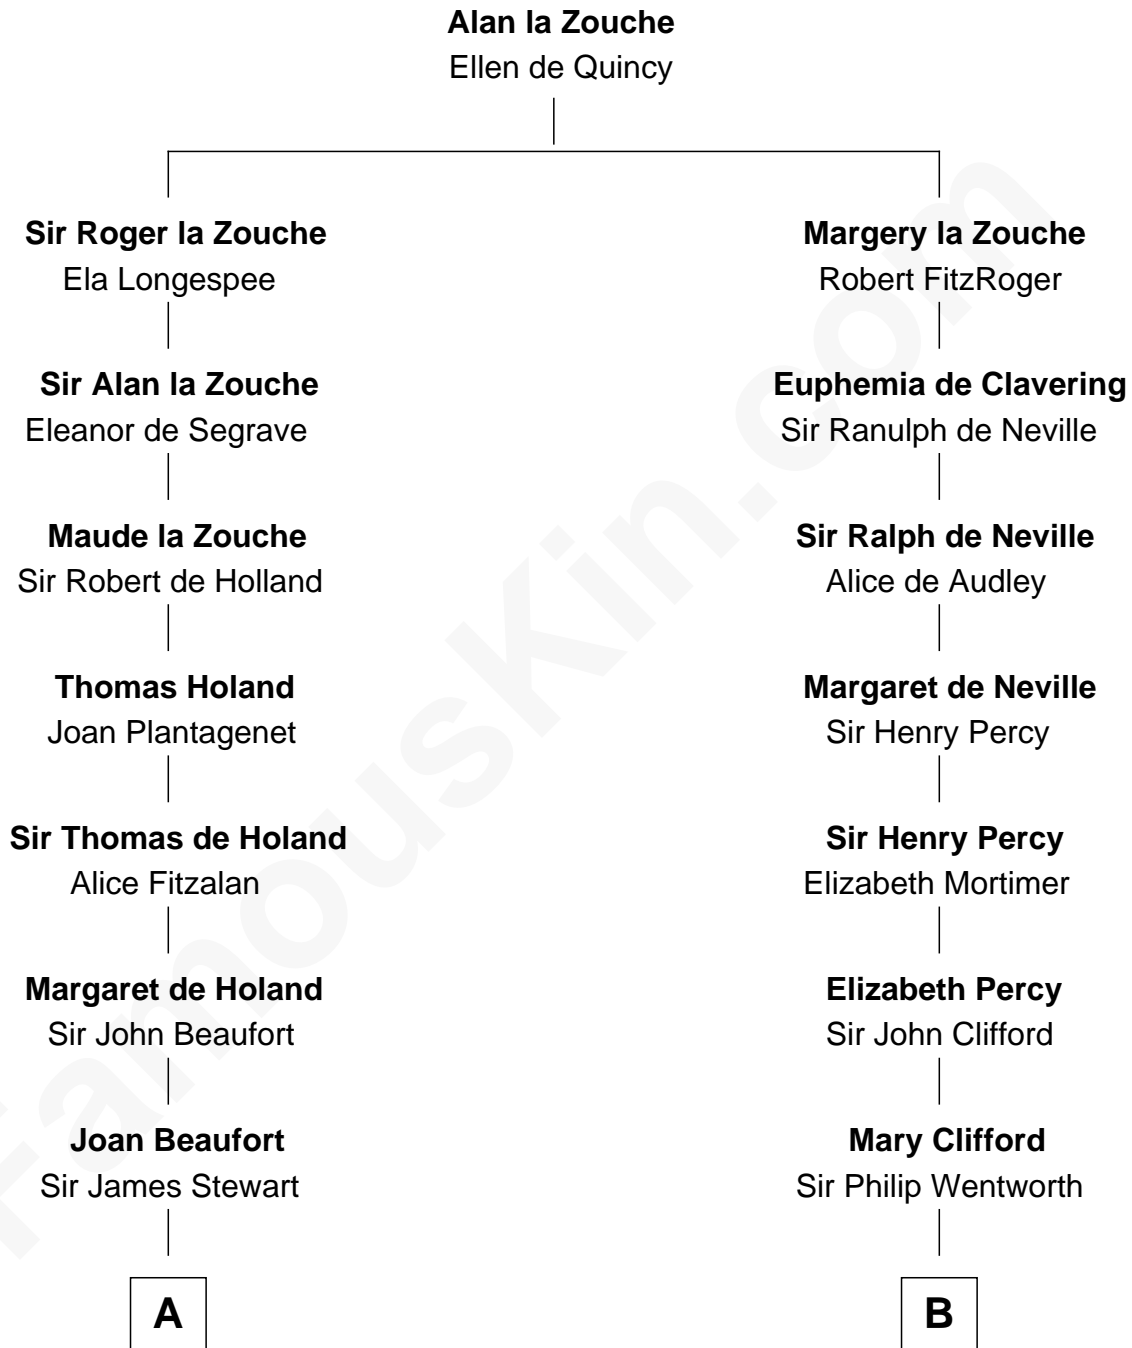 Alan la Zouche
Ellen de Quincy
Sir Roger la Zouche
Ela Longespee
Margery la Zouche
Robert FitzRoger
Sir Alan la Zouche
Eleanor de Segrave
Euphemia de Clavering
Sir Ranulph de Neville
Maude la Zouche
Sir Robert de Holland
Sir Ralph de Neville
Alice de Audley
Thomas Holand
Joan Plantagenet
Margaret de Neville
Sir Henry Percy
Sir Thomas de Holand
Alice Fitzalan
Sir Henry Percy
Elizabeth Mortimer
Margaret de Holand
Sir John Beaufort
Elizabeth Percy
Sir John Clifford
Joan Beaufort
Sir James Stewart
Mary Clifford
Sir Philip Wentworth
A
B
FamousKin.com